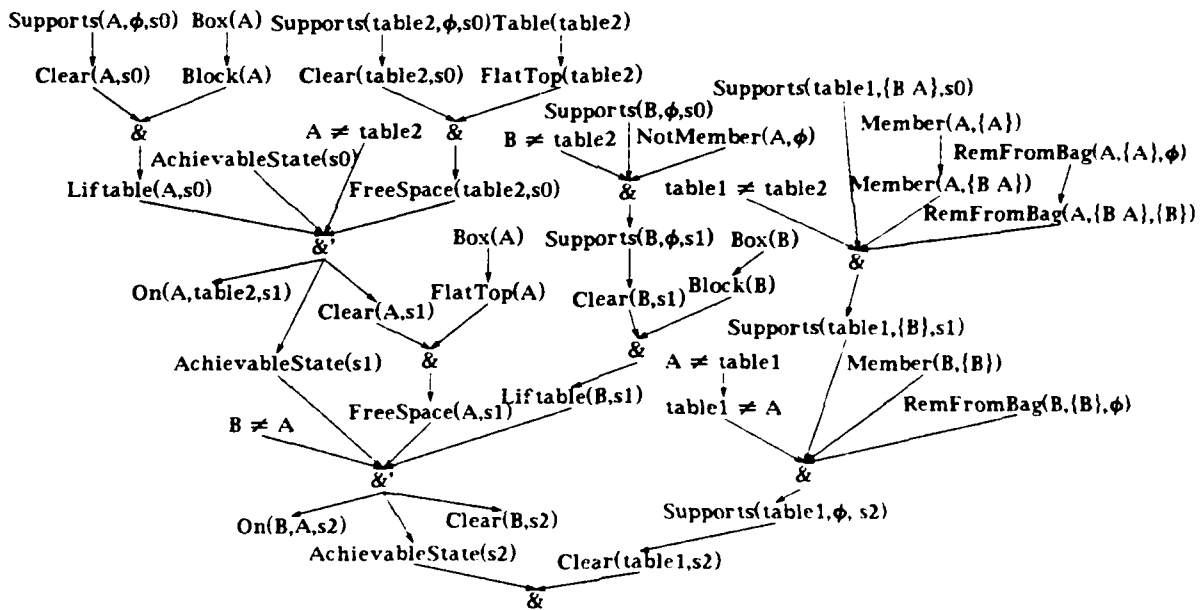 Supports(A,ϕ,s0) Box(A) Supports(table2,ϕ,s0) Table(table2)
Clear(A,s0) Block(A) Clear(table2,s0) FlatTop(table2)
Supports(table1,{B A},s0)
Supports(B,ϕ,s0)
& A ≠ table2 & B ≠ table2 NotMember(A,ϕ) Member(A,{A})
AchievableState(s0) RemFromBag(A,{A},ϕ)
Liftable(A,s0) FreeSpace(table2,s0) & table1 ≠ table2 Member(A,{B A})
RemFromBag(A,{B A},{B})
&' Box(A) Supports(B,ϕ,s1) Box(B) &
On(A,table2,s1) FlatTop(A) Clear(B,s1) Block(B)
Clear(A,s1) Supports(table1,{B},s1)
AchievableState(s1) & & A ≠ table1 Member(B,{B})
FreeSpace(A,s1) Liftable(B,s1) table1 ≠ A RemFromBag(B,{B},ϕ)
B ≠ A
&' &
On(B,A,s2) Clear(B,s2) Supports(table1,ϕ, s2)
AchievableState(s2) Clear(table1,s2)
&